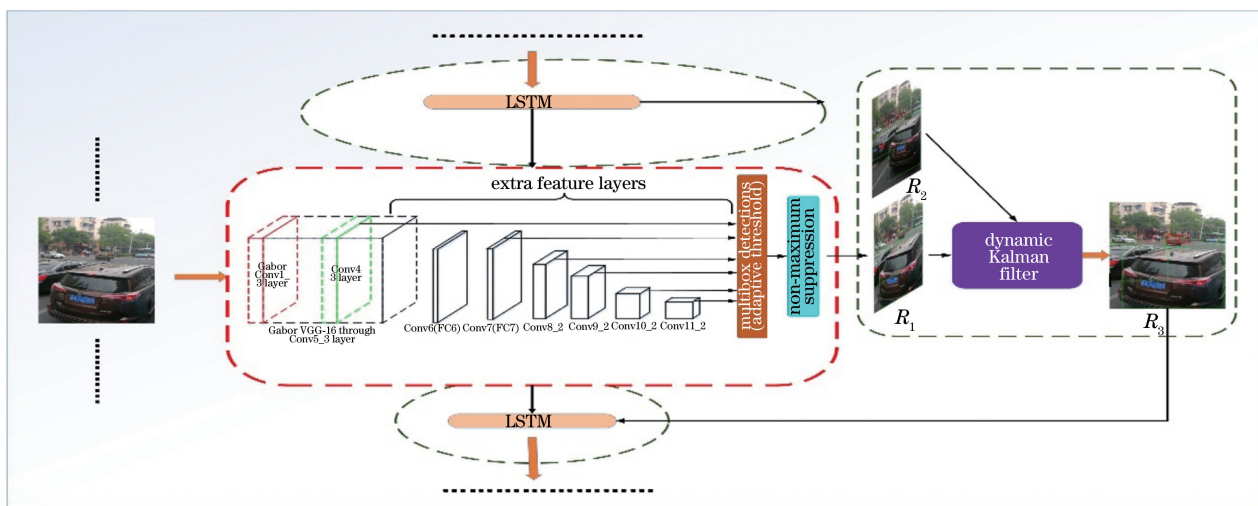 LSTM
extra feature layers
Gabor
Conv1_
3 layer
Conv4
3 layer
Gabor VGG-16 through
Conv5_3 layer
Conv6(FC6)
Conv7(FC7)
Conv8_2
Conv9_2
Conv10_2
Conv11_2
multibox detections
(adaptive threshold)
non-maximum
suppression
R2
R1
dynamic
Kalman
filter
R3
LSTM